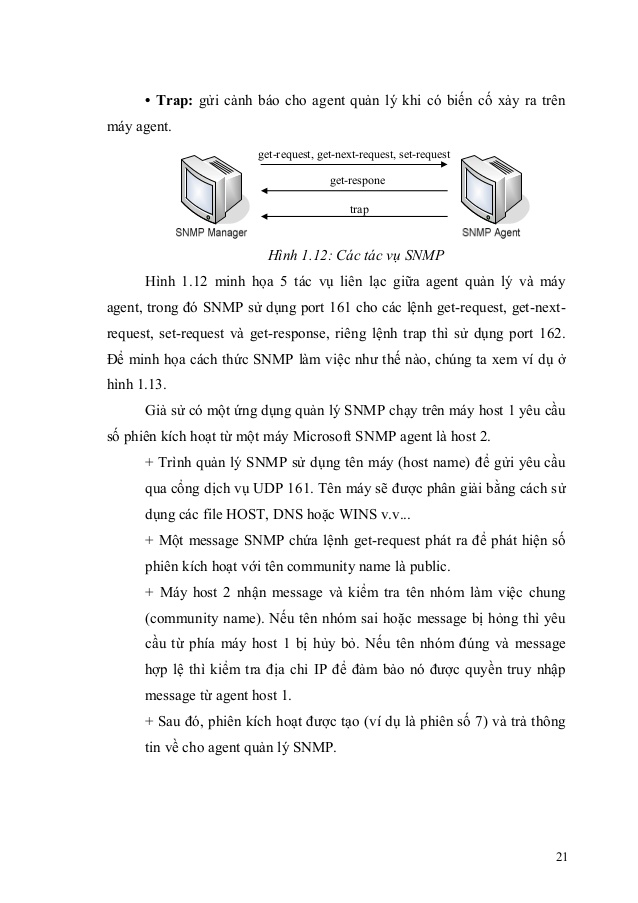 • Trap: gửi cảnh báo cho agent quản lý khi có biến cố xảy ra trên
máy agent.
get-request, get-next-request, set-request
get-respone
trap
SNMP Manager
SNMP Agent
Hình 1.12: Các tác vụ SNMP
Hình 1.12 minh họa 5 tác vụ liên lạc giữa agent quản lý và máy
agent, trong đó SNMP sử dụng port 161 cho các lệnh get-request, get-next-
request, set-request và get-response, riêng lệnh trap thì sử dụng port 162.
Để minh họa cách thức SNMP làm việc như thế nào, chúng ta xem ví dụ ở
hình 1.13.
Giả sử có một ứng dụng quản lý SNMP chạy trên máy host 1 yêu cầu
số phiên kích hoạt từ một máy Microsoft SNMP agent là host 2.
+ Trình quản lý SNMP sử dụng tên máy (host name) để gửi yêu cầu
qua cổng dịch vụ UDP 161. Tên máy sẽ được phân giải bằng cách sử
dụng các file HOST, DNS hoặc WINS v.v...
+ Một message SNMP chứa lệnh get-request phát ra để phát hiện số
phiên kích hoạt với tên community name là public.
+ Máy host 2 nhận message và kiểm tra tên nhóm làm việc chung
(community name). Nếu tên nhóm sai hoặc message bị hỏng thì yêu
cầu từ phía máy host 1 bị hủy bỏ. Nếu tên nhóm đúng và message
hợp lệ thì kiểm tra địa chỉ IP để đảm bảo nó được quyền truy nhập
message từ agent host 1.
+ Sau đó, phiên kích hoạt được tạo (ví dụ là phiên số 7) và trả thông
tin về cho agent quản lý SNMP.
21